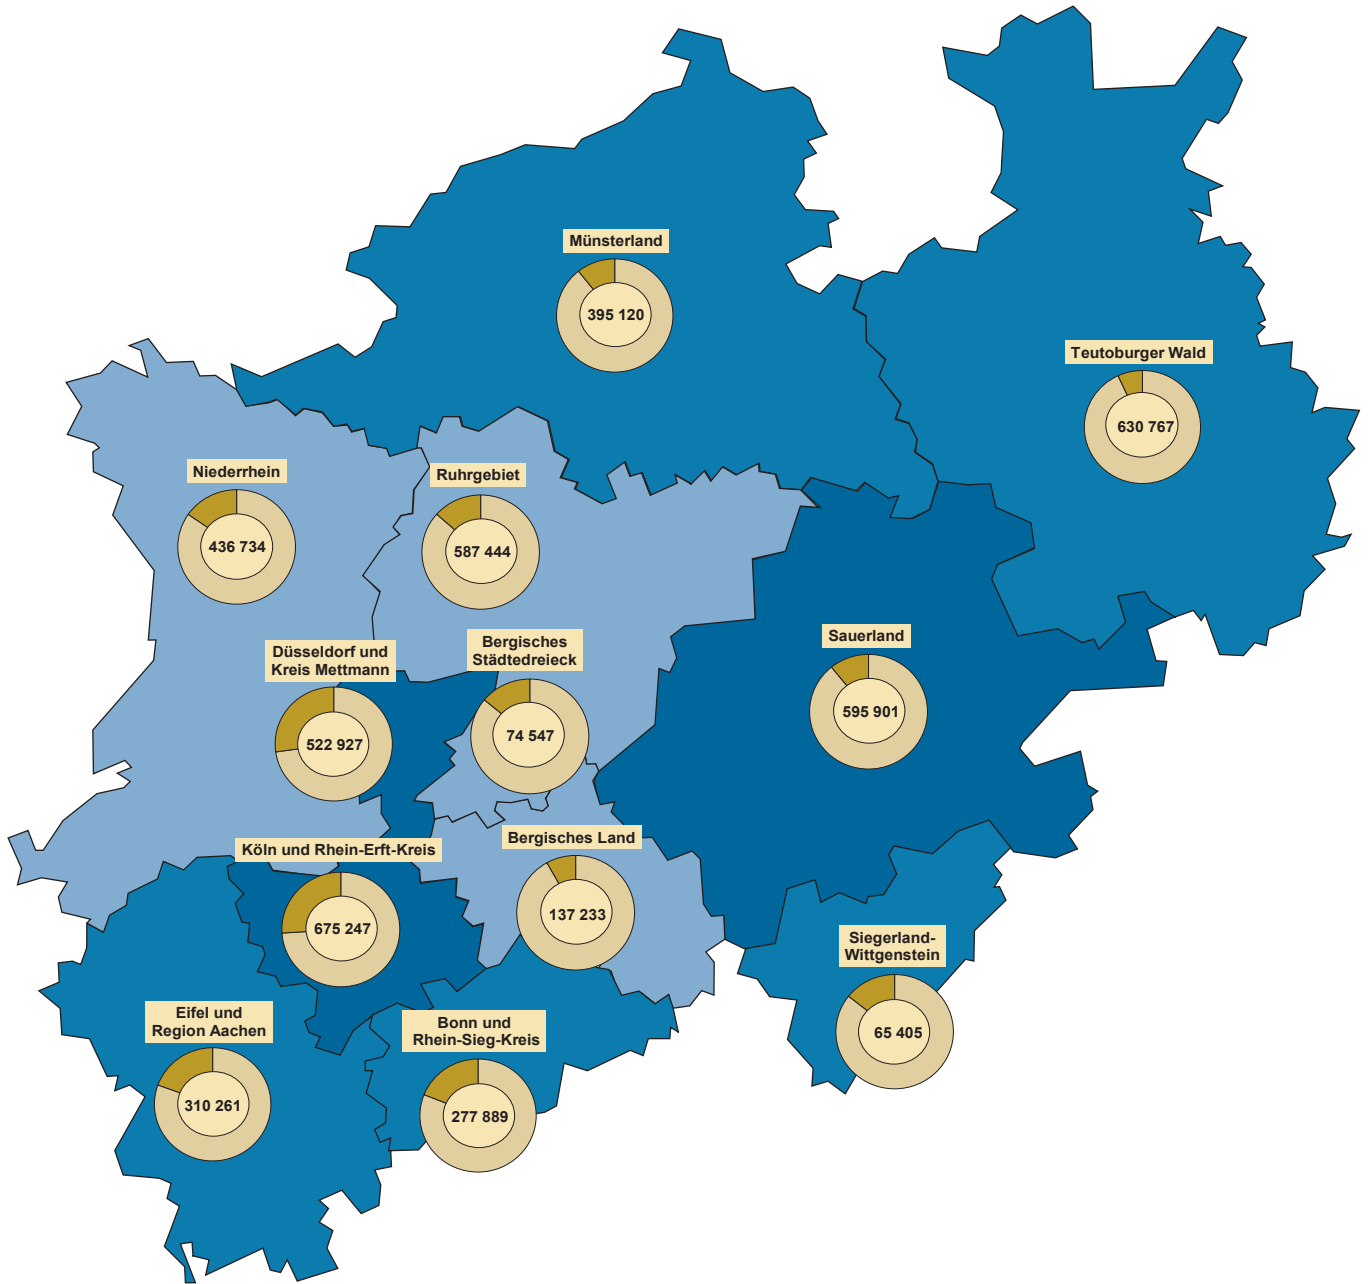 Münsterland
395 120
Teutoburger Wald
630 767
Niederrhein
436 734
Ruhrgebiet
587 444
Düsseldorf und
Kreis Mettmann
522 927
Bergisches
Städtedreieck
74 547
Sauerland
595 901
Köln und Rhein-Erft-Kreis
675 247
Bergisches Land
137 233
Siegerland-
Wittgenstein
65 405
Eifel und
Region Aachen
310 261
Bonn und
Rhein-Sieg-Kreis
277 889